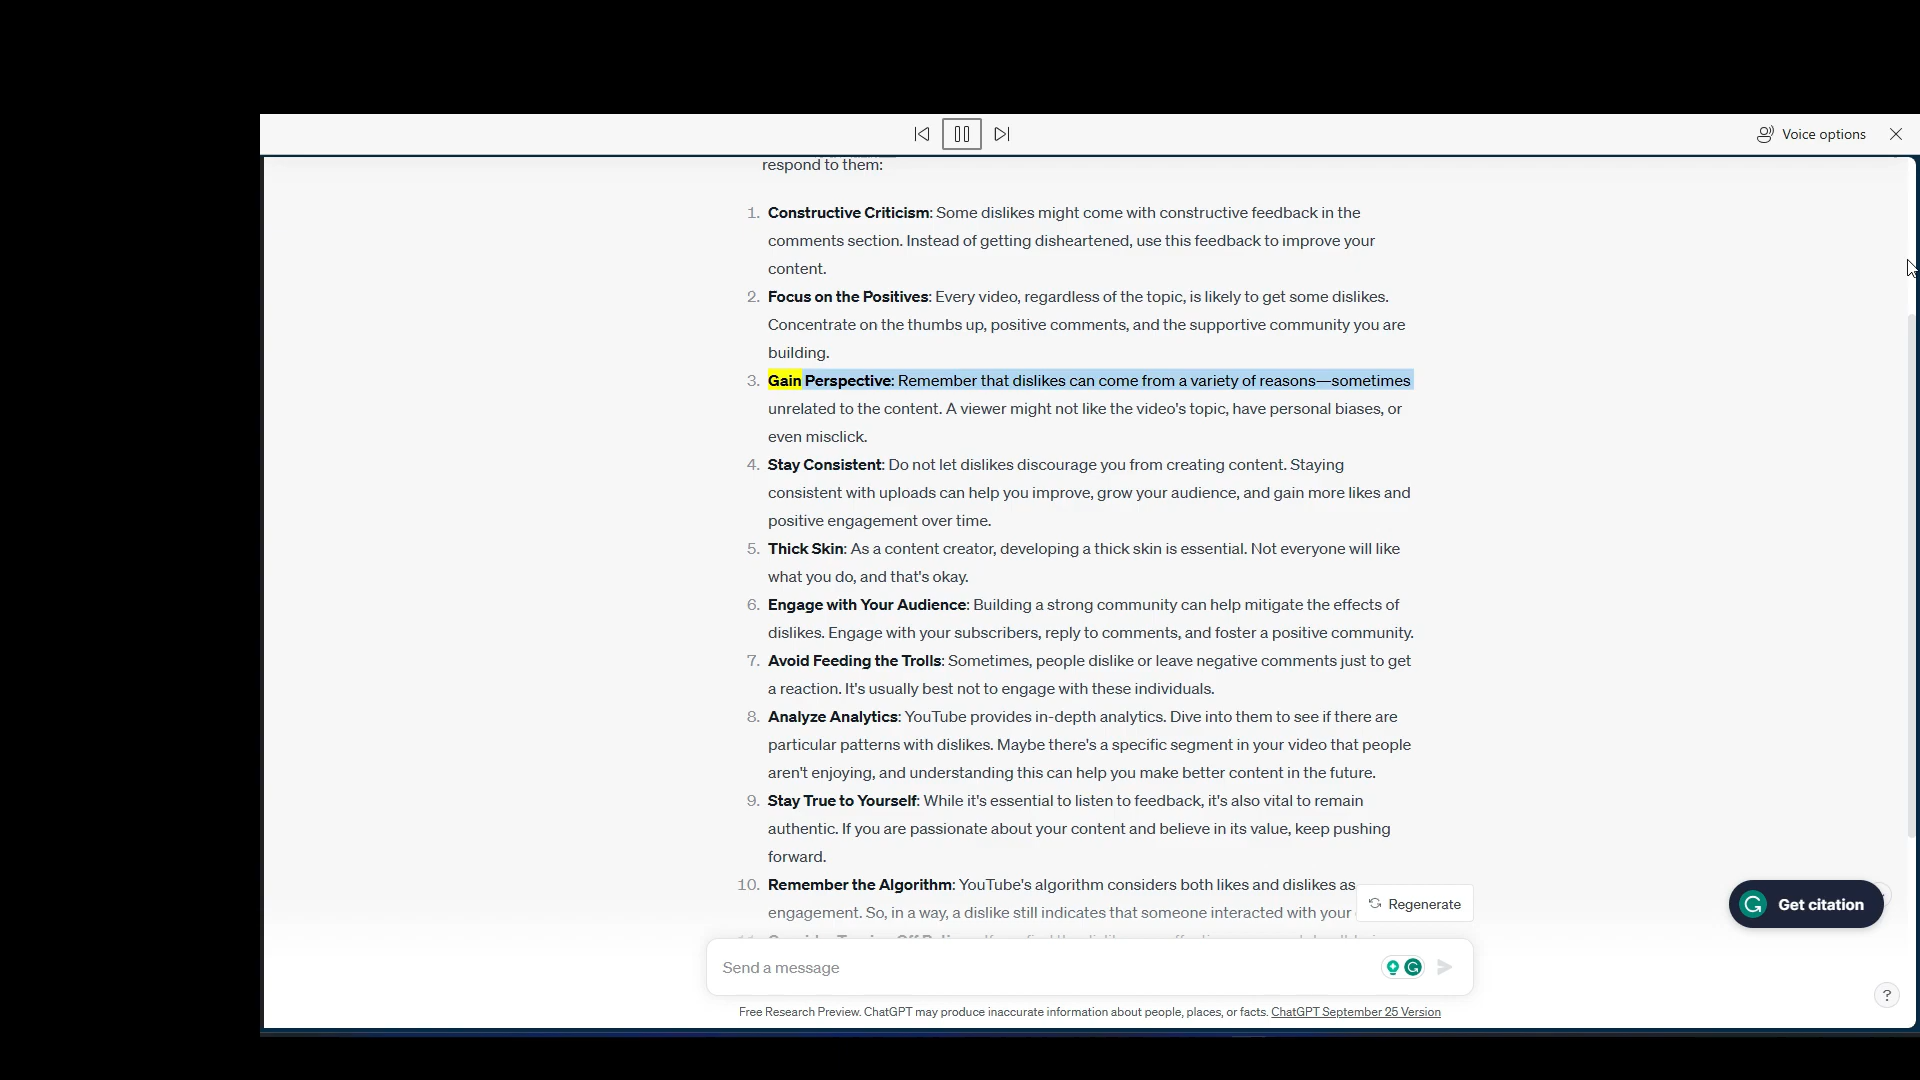 Voice options
respond to them:
1. Constructive Criticism: Some dislikes might come with constructive feedback in the
comments section. Instead of getting disheartened, use this feedback to improve your
content.
2. Focus on the Positives: Every video, regardless of the topic, is likely to get some dislikes.
Concentrate on the thumbs up, positive comments, and the supportive community you are
building.
3. Gain Perspective: Remember that dislikes can come from a variety of reasons—sometimes
unrelated to the content. A viewer might not like the video's topic, have personal biases, or
even misclick.
4. Stay Consistent: Do not let dislikes discourage you from creating content. Staying
consistent with uploads can help you improve, grow your audience, and gain more likes and
positive engagement over time.
5. Thick Skin: As a content creator, developing a thick skin is essential. Not everyone will like
what you do, and that's okay.
6. Engage with Your Audience: Building a strong community can help mitigate the effects of
dislikes. Engage with your subscribers, reply to comments, and foster a positive community.
7. Avoid Feeding the Trolls: Sometimes, people dislike or leave negative comments just to get
a reaction. It's usually best not to engage with these individuals.
8. Analyze Analytics: YouTube provides in-depth analytics. Dive into them to see if there are
particular patterns with dislikes. Maybe there's a specific segment in your video that people
aren't enjoying, and understanding this can help you make better content in the future.
9. Stay True to Yourself: While it's essential to listen to feedback, it's also vital to remain
authentic. If you are passionate about your content and believe in its value, keep pushing
forward.
10. Remember the Algorithm: YouTube's algorithm considers both likes and dislikes as
engagement. So, in a way, a dislike still indicates that someone interacted with your
Regenerate
Get citation
Send a message
?
Free Research Preview. ChatGPT may produce inaccurate information about people, places, or facts. ChatGPT September 25 Version